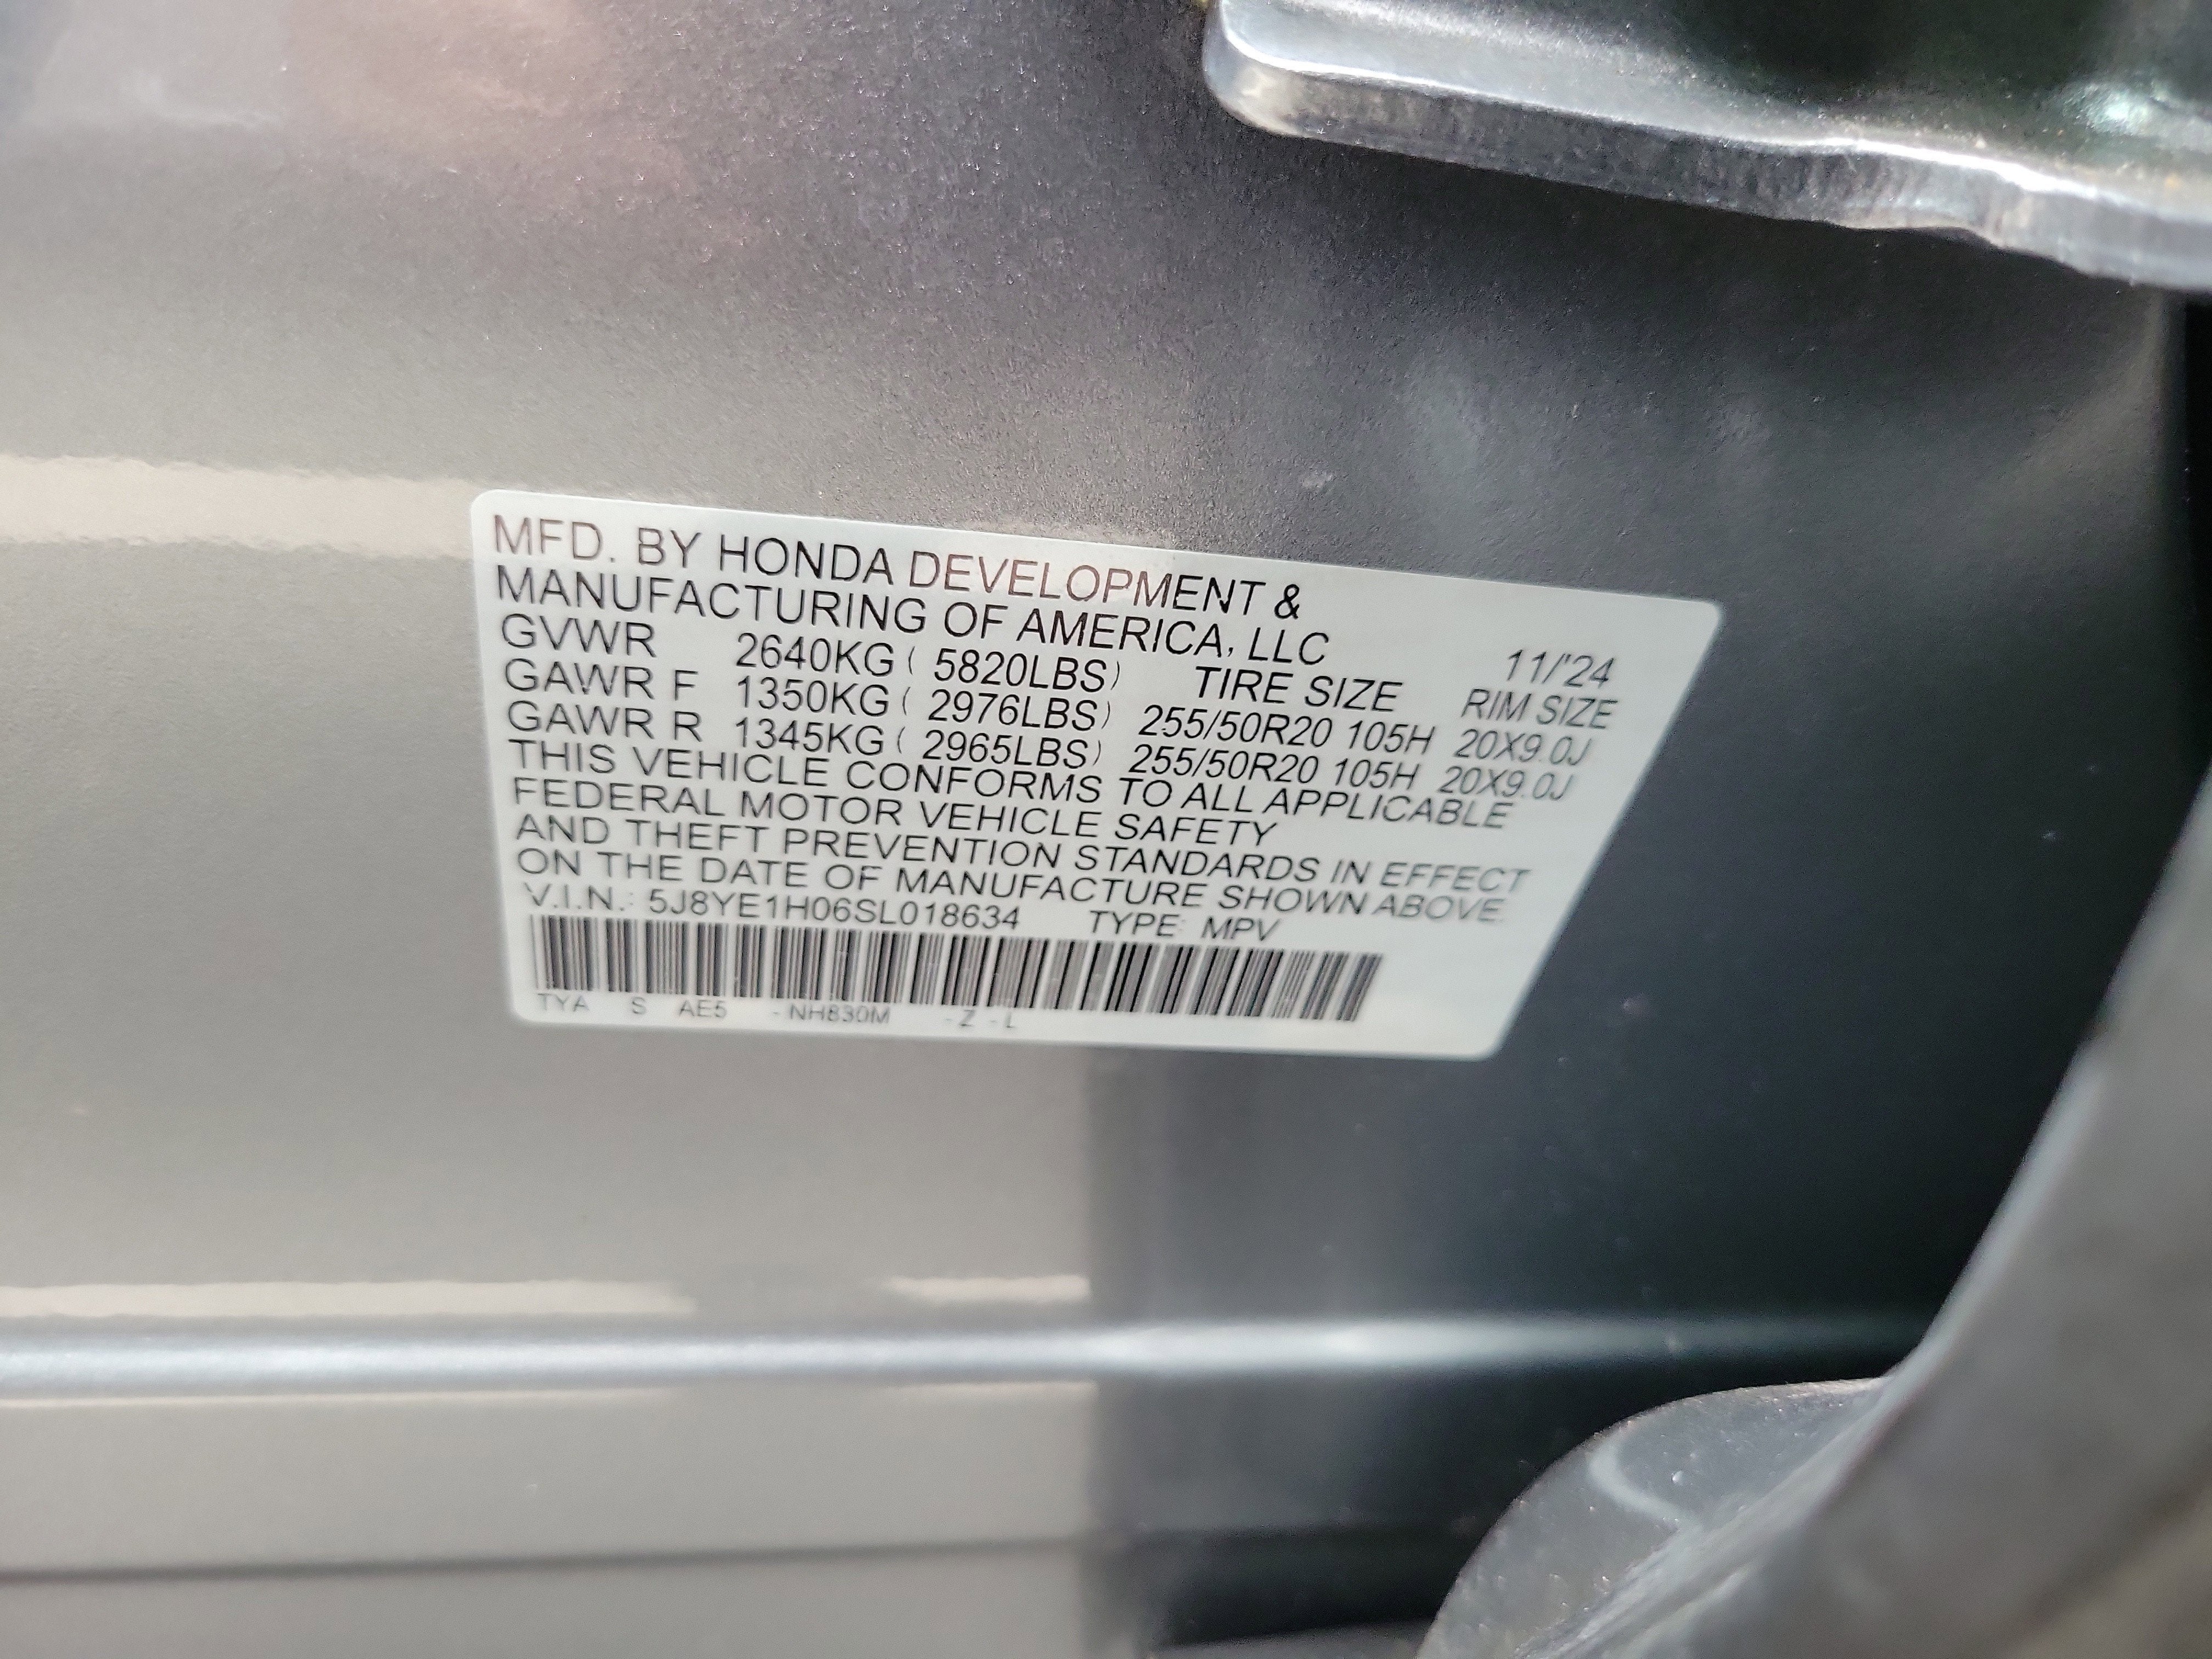 MFD. BY HONDA DEVELOPMENT &
MANUFACTURING OF AMERICA, LLC 11/'24
GVWR 2640KG ( 5820LBS) TIRE SIZE RIM SIZE
GAWR F 1350KG ( 2976LBS) 255/50R20 105H 20X9.0J
GAWR R 1345KG ( 2965LBS) 255/50R20 105H 20X9.0J
THIS VEHICLE CONFORMS TO ALL APPLICABLE
FEDERAL MOTOR VEHICLE SAFETY
AND THEFT PREVENTION STANDARDS IN EFFECT
ON THE DATE OF MANUFACTURE SHOWN ABOVE.
V.I.N.: 5J8YE1H06SL018634 TYPE: MPV
TYA S AE5 -NH830M -Z -L